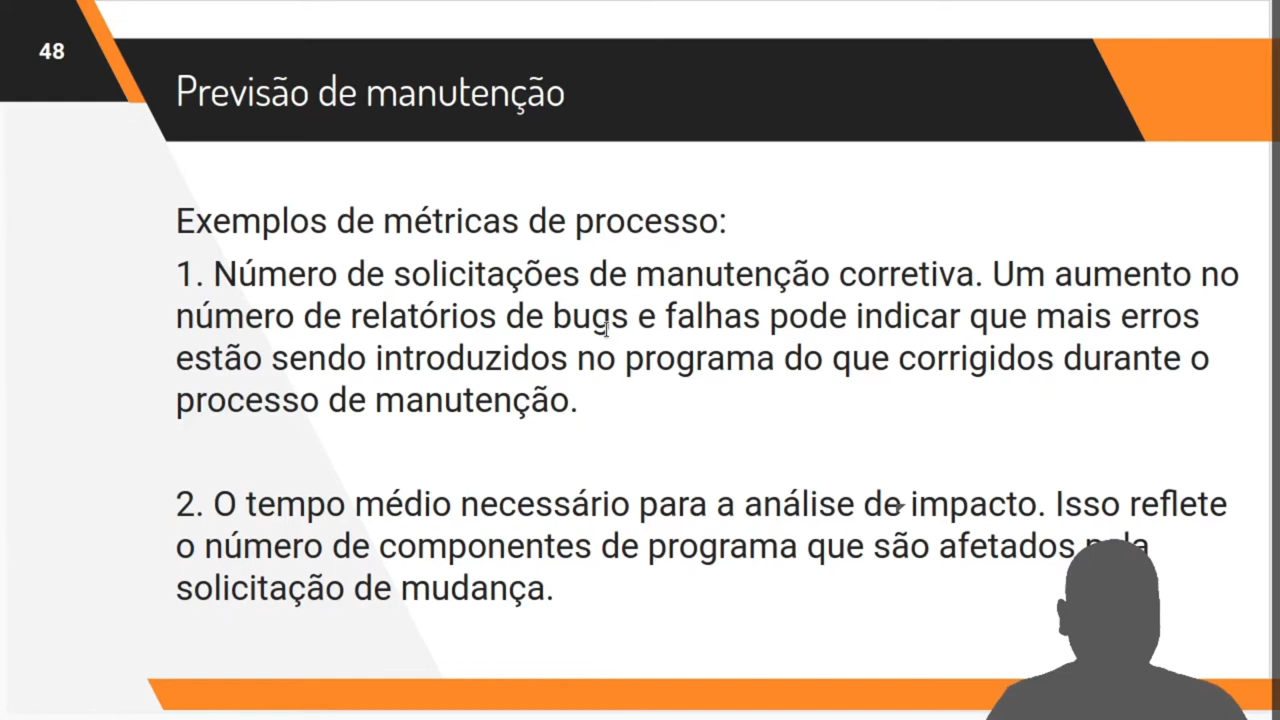 48
Previsão de manutenção
Exemplos de métricas de processo:
1. Número de solicitações de manutenção corretiva. Um aumento no
número de relatórios de bugs e falhas pode indicar que mais erros
estão sendo introduzidos no programa do que corrigidos durante o
processo de manutenção.
2. O tempo médio necessário para a análise de impacto. Isso reflete
o número de componentes de programa que são afetados
solicitação de mudança.